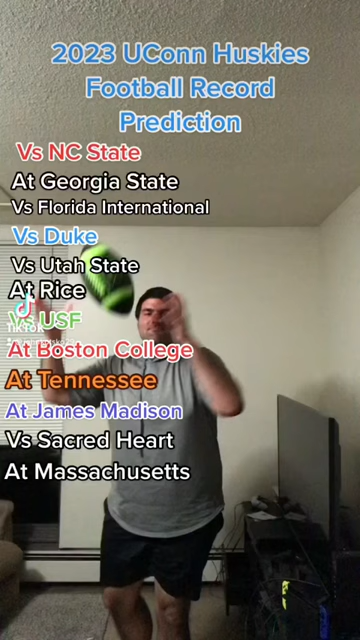 2023 UConn Huskies
Football Record
Prediction
Vs NC State
At Georgia State
Vs Florida International
Vs Duke
Vs Utah State
At Rice
Vs USF
TikTok
At Boston College
At Tennessee
At James Madison
Vs Sacred Heart
At Massachusetts